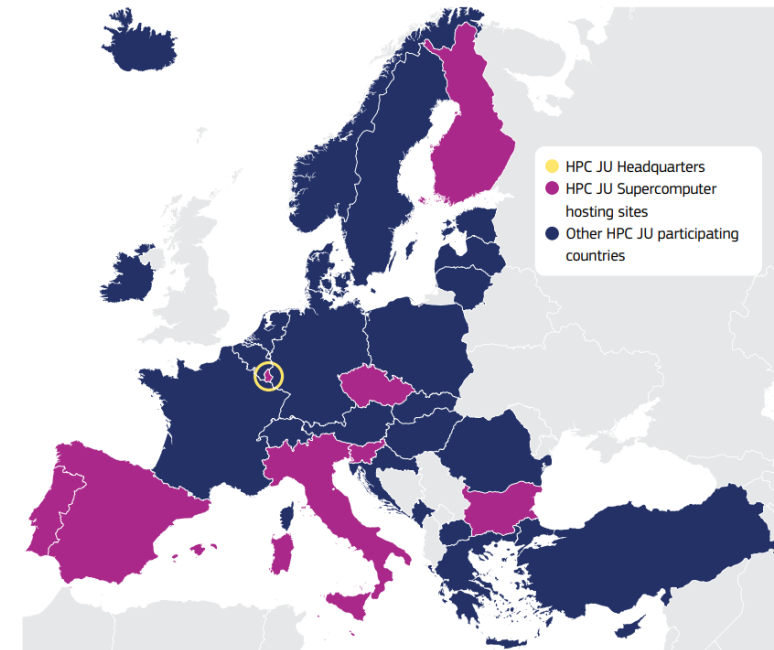 HPC JU Headquarters
HPC JU Supercomputer
hosting sites
Other HPC JU participating
countries